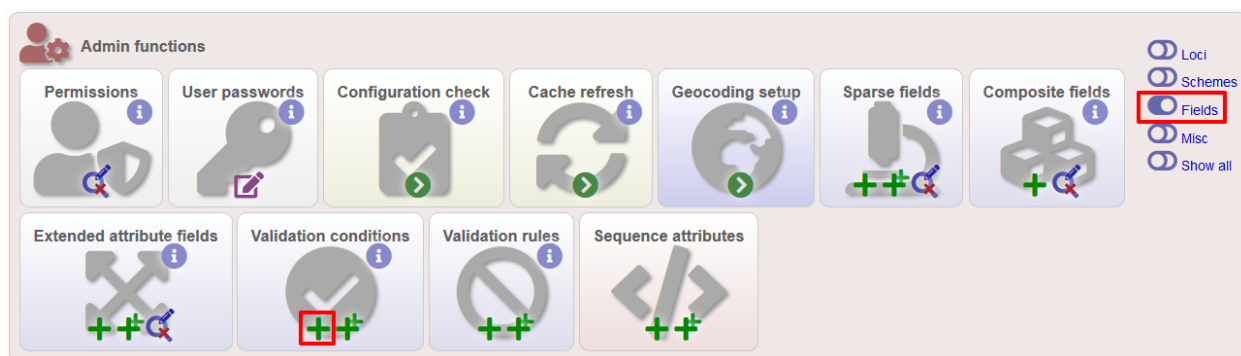 Admin functions
Loci
Schemes
Fields
Misc
Show all
Permissions
User passwords
Configuration check
Cache refresh
Geocoding setup
Sparse fields
Composite fields
Extended attribute fields
Validation conditions
Validation rules
Sequence attributes